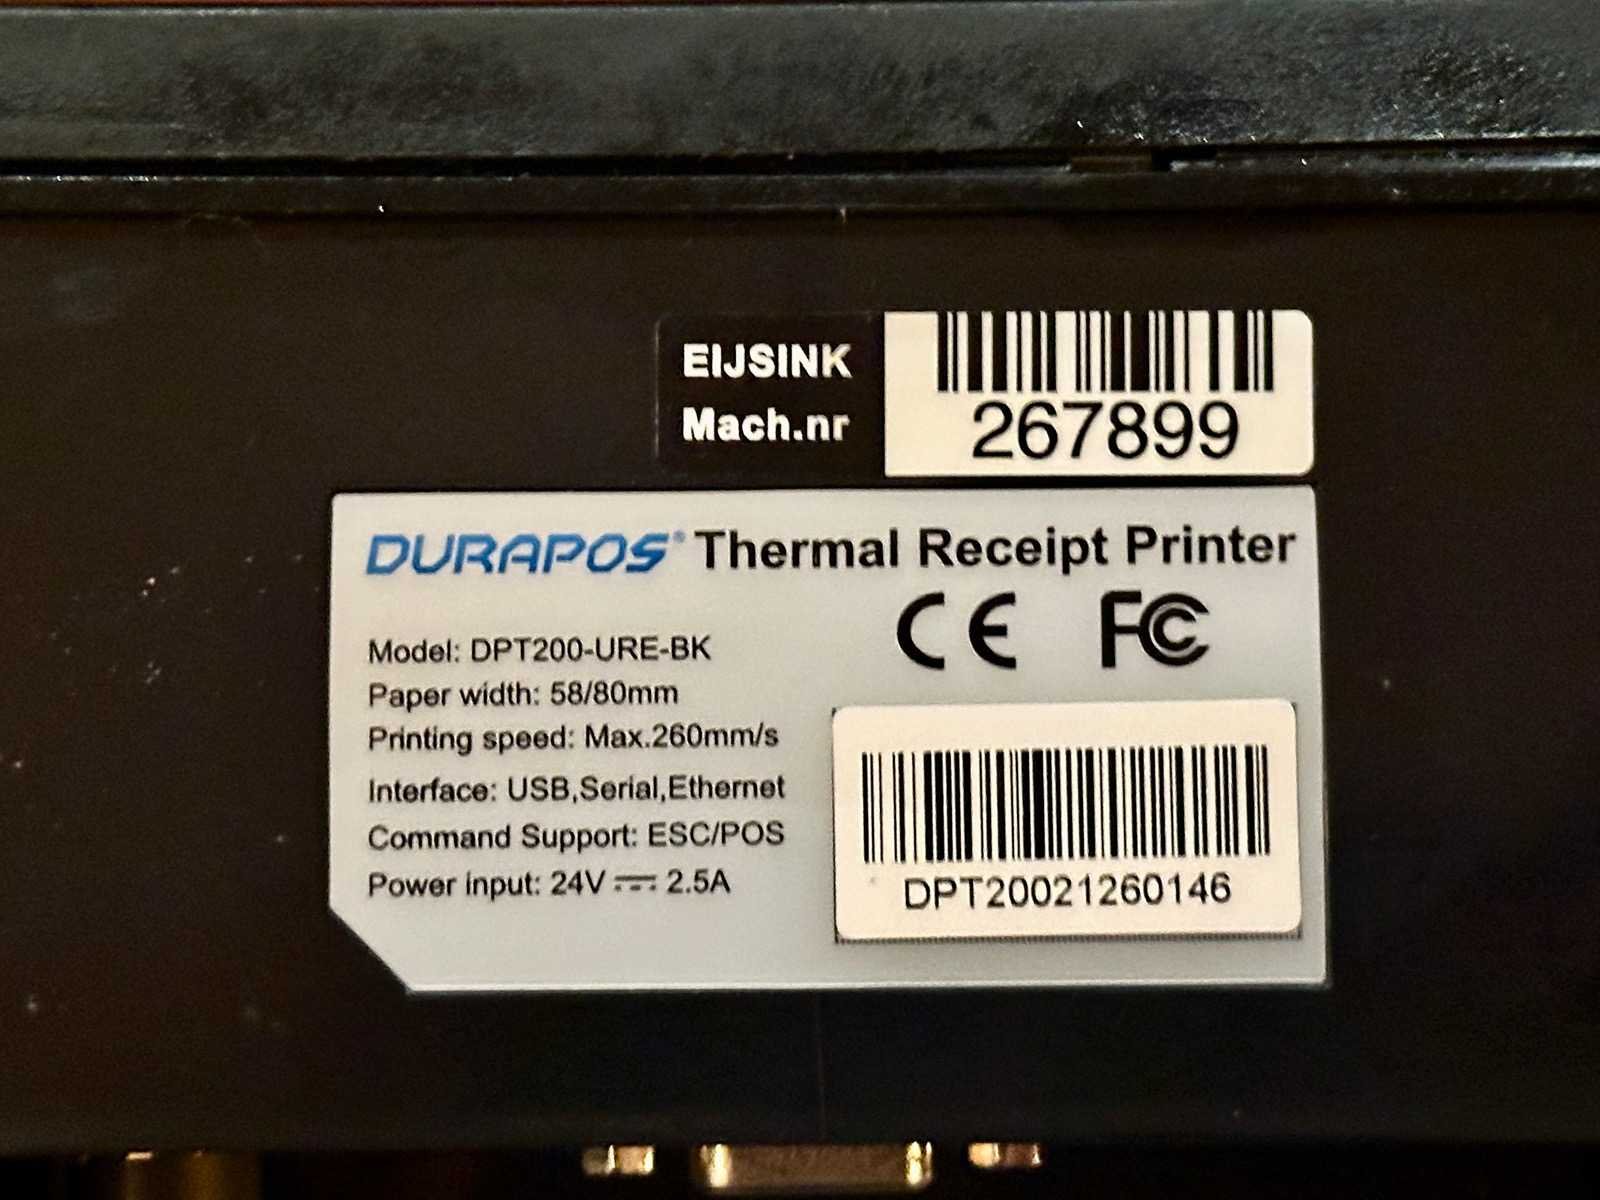 EIJSINK
Mach.nr
267899
DURAPOS® Thermal Receipt Printer
CE FC
Model: DPT200-URE-BK
Paper width: 58/80mm
Printing speed: Max.260mm/s
Interface: USB,Serial,Ethernet
Command Support: ESC/POS
Power input: 24V ⎓ 2.5A
DPT20021260146